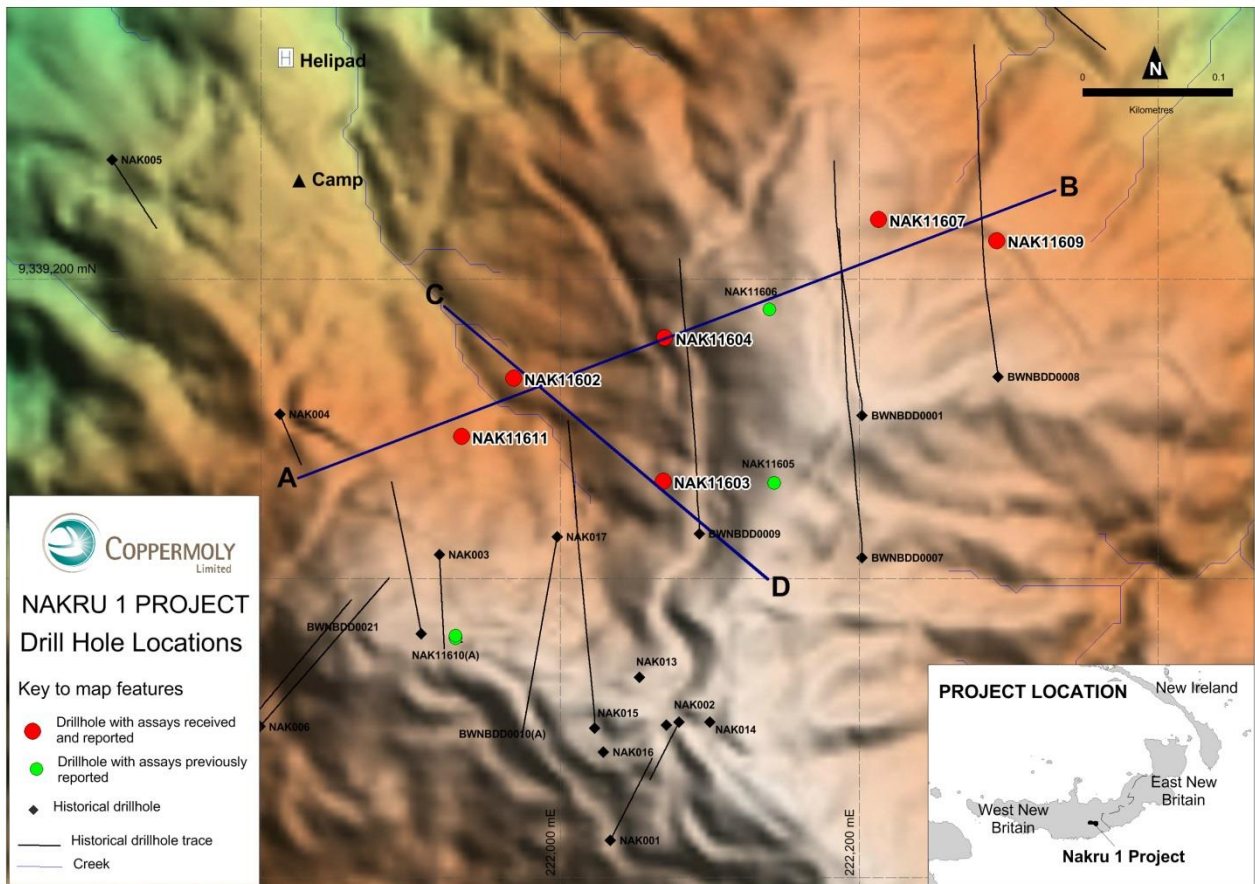 H
Helipad
N
0 0.1
Kilometres
NAK005
Camp
B
NAK11607
NAK11609
9,339,200 mN
C
NAK11606
NAK11604
NAK11602
BWNBDD0008
NAK004
BWNBDD0001
NAK11611
A
NAK11603
NAK11605
BWNBDD0009
NAK017
NAK003
BWNBDD0007
D
BWNBDD0021
NAK11610(A)
NAK013
NAK002
NAK006
NAK015
BWNBDD0010(A)
NAK014
NAK016
222,000 mE
222,200 mE
NAK001
COPPERMOLY
Limited
NAKRU 1 PROJECT
Drill Hole Locations
Key to map features
Drillhole with assays received
and reported
Drillhole with assays previously
reported
Historical drillhole
Historical drillhole trace
Creek
PROJECT LOCATION
New Ireland
East New
Britain
West New
Britain
Nakru 1 Project